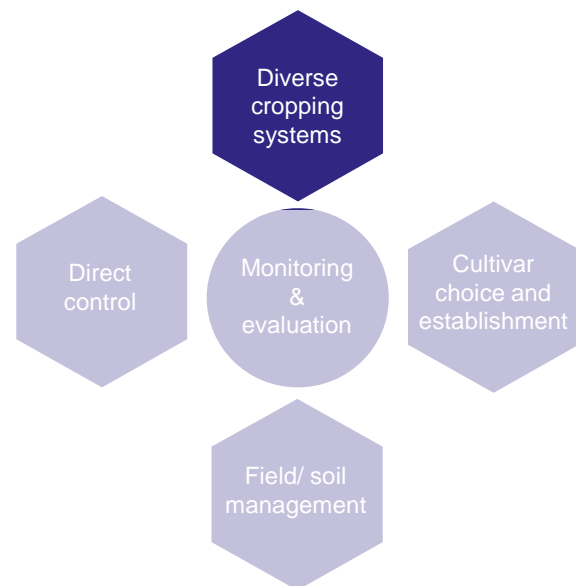 Diverse
cropping
systems
Direct
control
Monitoring
&
evaluation
Cultivar
choice and
establishment
Field/ soil
management